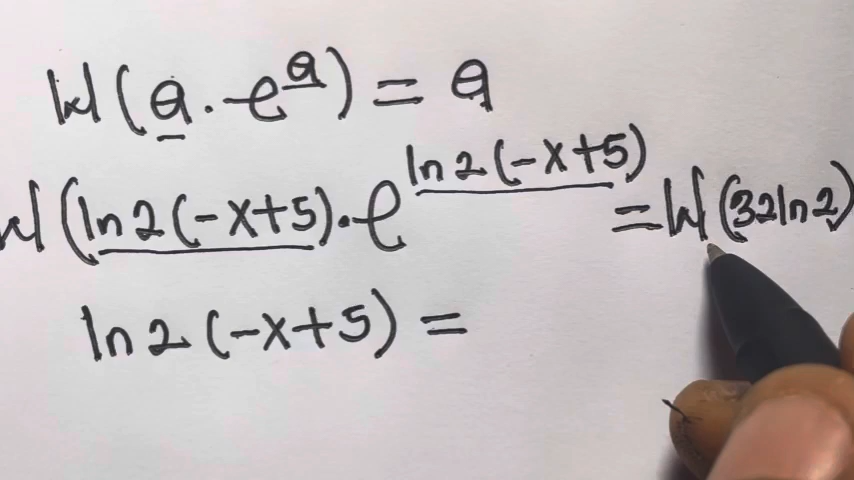 W(a·e^a) = a
W(ln2(-x+5)·e^ln2(-x+5) = W(32ln2)
ln2(-x+5) =